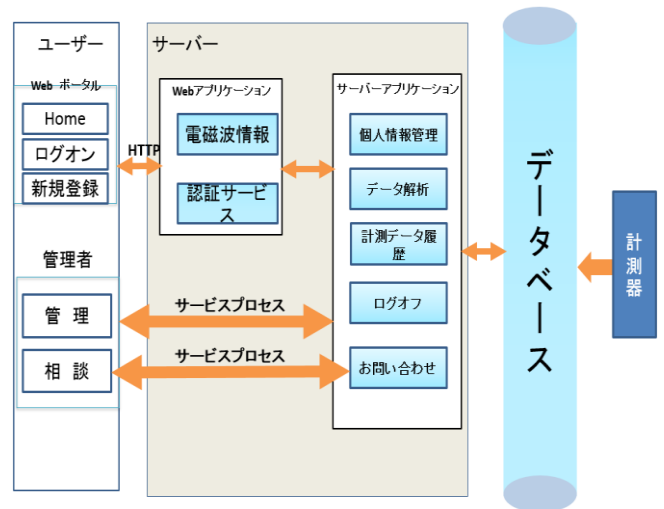 ユーザー
Web ポータル
Home
ログオン
新規登録
管理者
管 理
相 談
HTTP
サーバー
Webアプリケーション
電磁波情報
認証サービ
ス
サービスプロセス
サービスプロセス
サーバーアプリケーション
個人情報管理
データ解析
計測データ履
歴
ログオフ
お問い合わせ
データベース
計測器